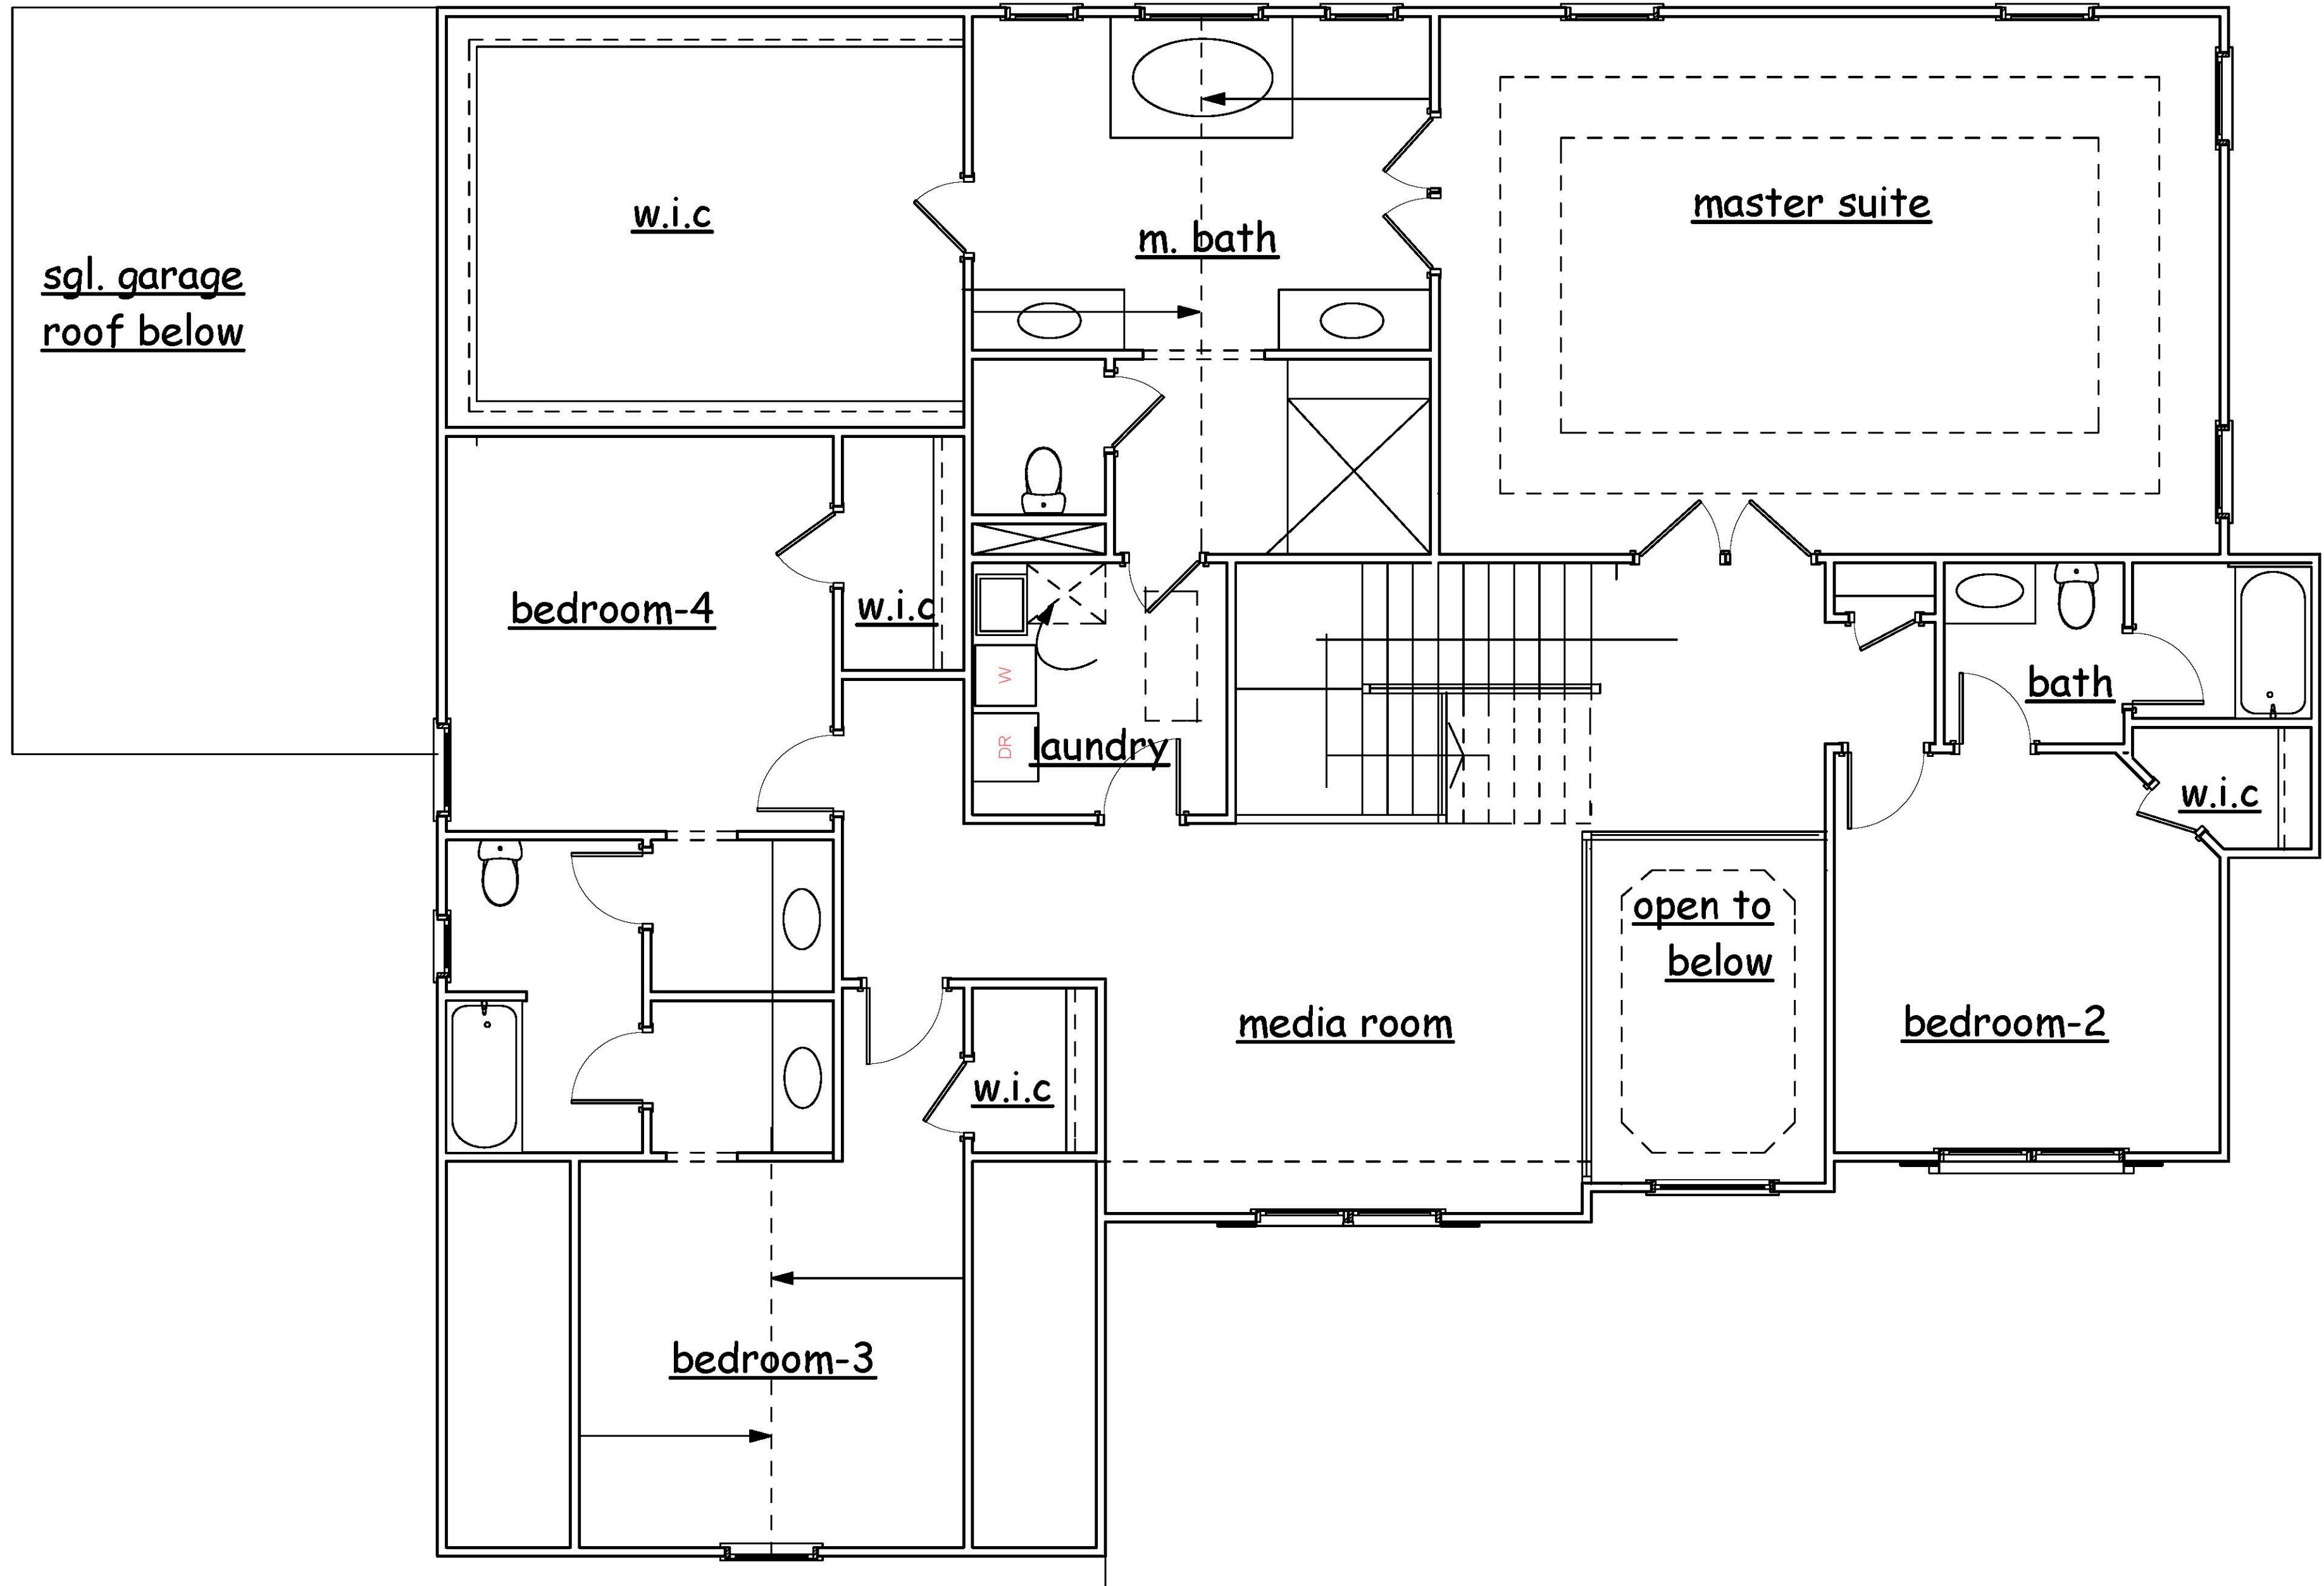 w.i.c
master suite
m. bath
sgl. garage
roof below
bedroom-4
w.i.c
W
bath
DR
laundry
w.i.c
open to
below
media room
bedroom-2
w.i.c
bedroom-3